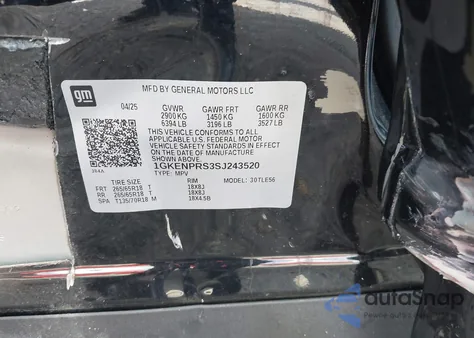 gm
MFD BY GENERAL MOTORS LLC
04/25 GVWR GAWR FRT GAWR RR
2900 KG 1450 KG 1600 KG
6394 LB 3196 LB 3527 LB
THIS VEHICLE CONFORMS TO ALL
APPLICABLE U.S. FEDERAL MOTOR
VEHICLE SAFETY STANDARDS IN EFFECT
ON THE DATE OF MANUFACTURE
SHOWN ABOVE.
1GKENPRS3SJ243520
TYPE: MPV
TIRE SIZE RIM MODEL: 30TLE56
FRT 265/65R18 T 18X8J
RR 265/65R18 T 18X8J
SPA T135/70R18 M 18X4.5B
autoSnap